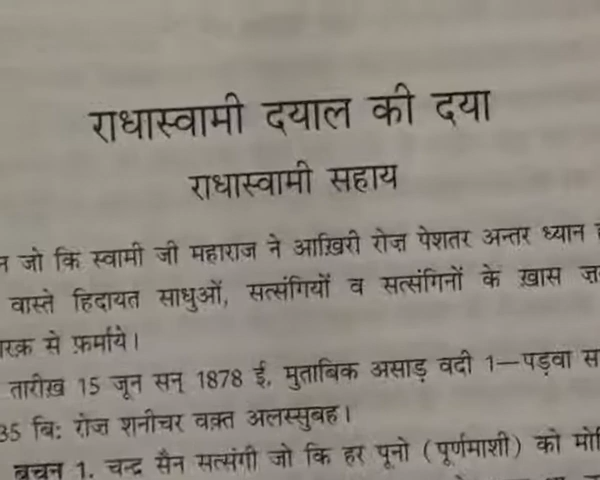 राधास्वामी दयाल की दया
राधास्वामी सहाय
जो कि स्वामी जी महाराज ने आख़िरी रोज़ पेशतर अन्तर ध्यान
वास्ते हिदायत साधुओं, सत्संगियों व सत्संगिनों के ख़ास
से फ़र्माये।
तारीख़ 15 जून सन् 1878 ई, मुताबिक असाड़ वदी 1—पड़वा
35 बि: रोज़ शनीचर वक़्त अलस्सुबह।
बचन 1. चन्द्र सैन सत्संगी जो कि हर पूनो (पूर्णमाशी) को